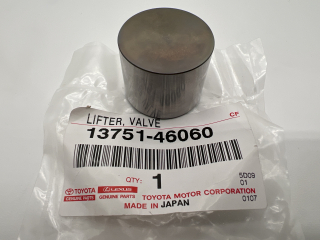 LIFTER, VALVE CP
13751-46060
QTY: 1 5D09
01
TOYOTA LEXUS
GENUINE PARTS GENUINE PARTS TOYOTA MOTOR CORPORATION
MADE IN JAPAN 0107